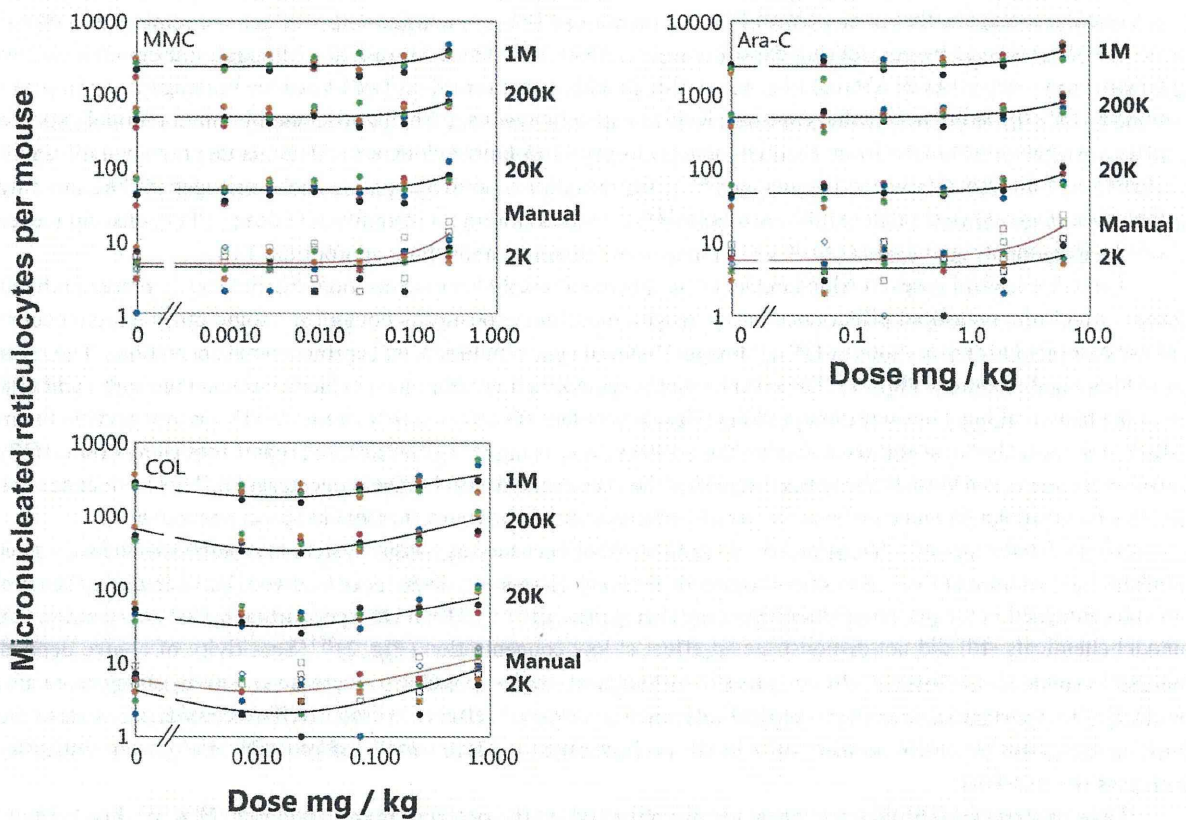 Micronucleated reticulocytes per mouse
MMC
10000
1000
100
10
1
0
0.0010
0.010
0.100
1.000
1M
200K
20K
Manual
2K
Ara-C
10000
1000
100
10
1
0
0.1
1.0
10.0
1M
200K
20K
Manual
2K
Dose mg / kg
COL
10000
1000
100
10
1
0
0.010
0.100
1.000
1M
200K
20K
Manual
2K
Dose mg / kg